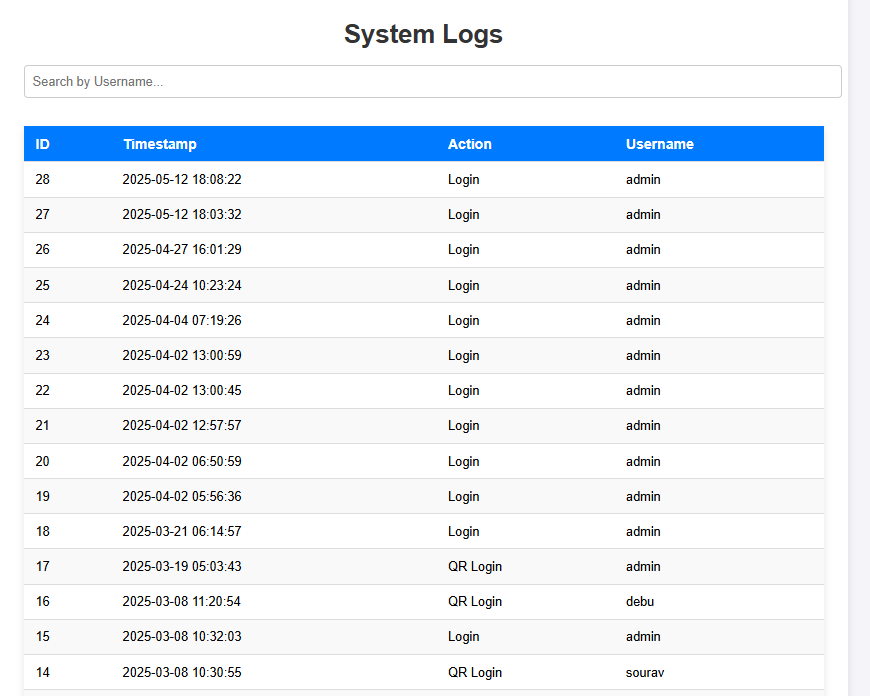 System Logs
Search by Username...
ID Timestamp Action Username
28 2025-05-12 18:08:22 Login admin
27 2025-05-12 18:03:32 Login admin
26 2025-04-27 16:01:29 Login admin
25 2025-04-24 10:23:24 Login admin
24 2025-04-04 07:19:26 Login admin
23 2025-04-02 13:00:59 Login admin
22 2025-04-02 13:00:45 Login admin
21 2025-04-02 12:57:57 Login admin
20 2025-04-02 06:50:59 Login admin
19 2025-04-02 05:56:36 Login admin
18 2025-03-21 06:14:57 Login admin
17 2025-03-19 05:03:43 QR Login admin
16 2025-03-08 11:20:54 QR Login debu
15 2025-03-08 10:32:03 Login admin
14 2025-03-08 10:30:55 QR Login sourav